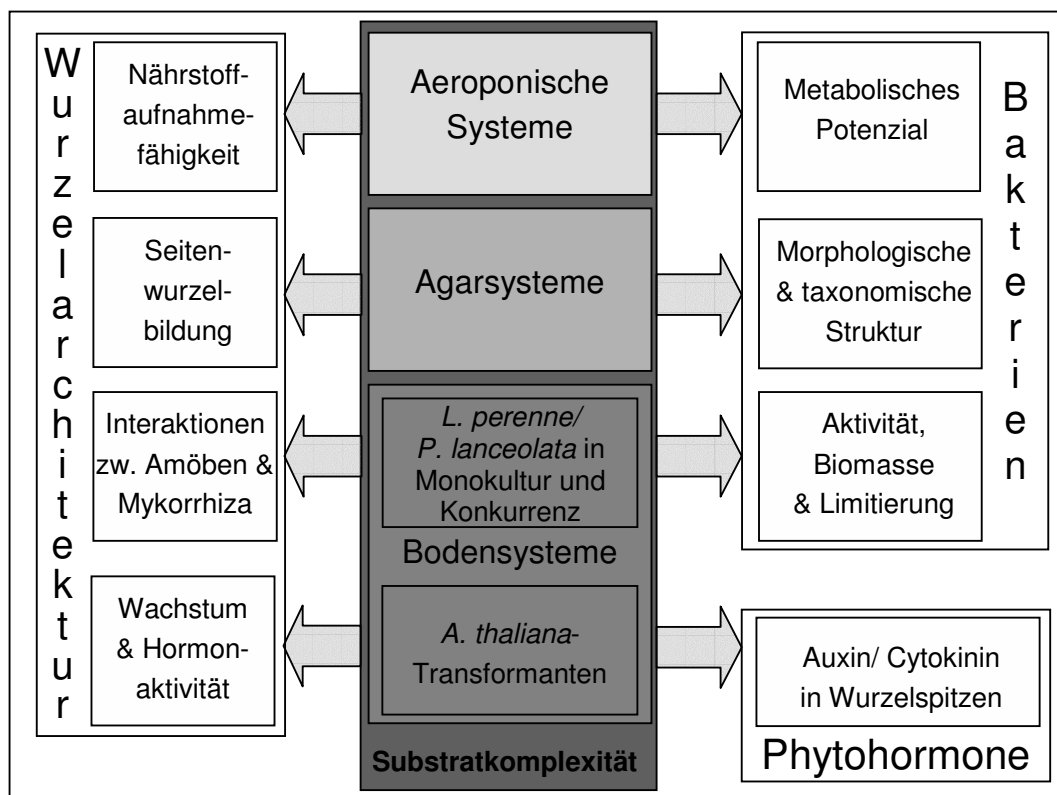 Wurzelarchitektur
Nährstoff-
aufnahme-
fähigkeit
Seiten-
wurzel-
bildung
Interaktionen
zw. Amöben &
Mykorrhiza
Wachstum
& Hormon-
aktivität
Aeroponische
Systeme
Agarsysteme
L. perenne/
P. lanceolata in
Monokultur und
Konkurrenz
Bodensysteme
A. thaliana-
Transformanten
Substratkomplexität
Metabolisches
Potenzial
Morphologische
& taxonomische
Struktur
Aktivität,
Biomasse
& Limitierung
Bakterien
Auxin/ Cytokinin
in Wurzelspitzen
Phytohormone